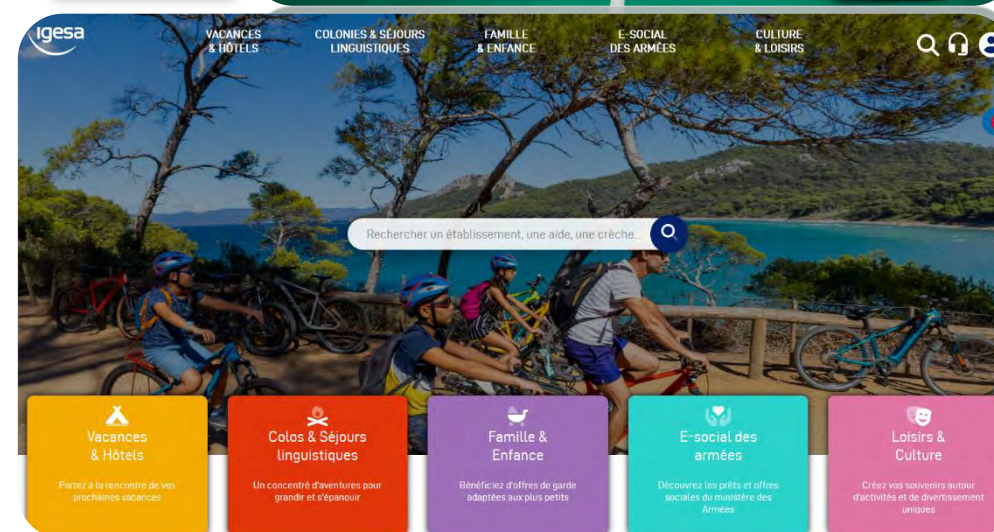 igesa
VACANCES
& HÔTELS
COLONIES & SÉJOURS
LINGUISTIQUES
FAMILLE
& ENFANCE
E-SOCIAL
DES ARMÉES
CULTURE
& LOISIRS
Rechercher un établissement, une aide, une crèche...
Vacances
& Hôtels
Partez à la rencontre de vos
prochaines vacances
Colos & Séjours
linguistiques
Un concentré d'aventures pour
grandir et s'épanouir
Famille &
Enfance
Bénéficiez d'offres de garde
adaptées aux plus petits
E-social des
armées
Découvrez les prêts et offres
sociales du ministère des
Armées
Loisirs &
Culture
Créez vos souvenirs autour
d'activités et de divertissement
uniques